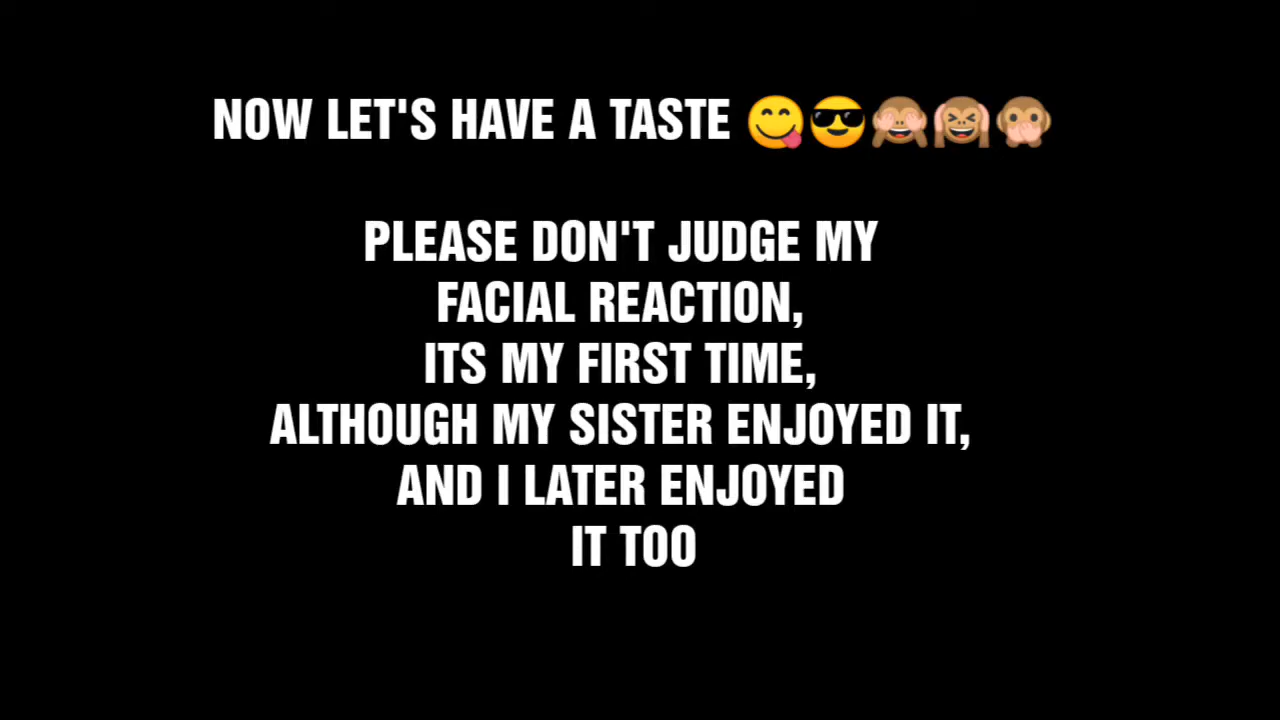 NOW LET'S HAVE A TASTE 😋😎🙈🙉🙊
PLEASE DON'T JUDGE MY
FACIAL REACTION,
ITS MY FIRST TIME,
ALTHOUGH MY SISTER ENJOYED IT,
AND I LATER ENJOYED
IT TOO